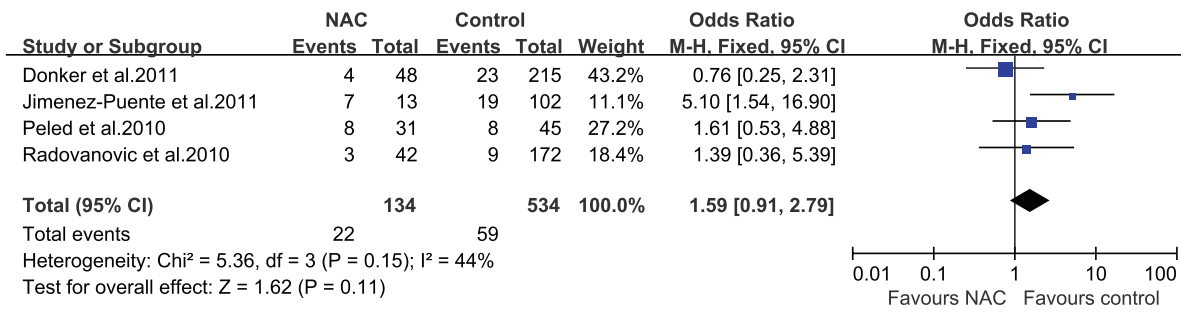 NAC Control Odds Ratio Odds Ratio
Study or Subgroup Events Total Events Total Weight M-H, Fixed, 95% CI M-H, Fixed, 95% CI
Donker et al.2011 4 48 23 215 43.2% 0.76 [0.25, 2.31]
Jimenez-Puente et al.2011 7 13 19 102 11.1% 5.10 [1.54, 16.90]
Peled et al.2010 8 31 8 45 27.2% 1.61 [0.53, 4.88]
Radovanovic et al.2010 3 42 9 172 18.4% 1.39 [0.36, 5.39]
Total (95% CI) 134 534 100.0% 1.59 [0.91, 2.79]
Total events 22 59
Heterogeneity: Chi² = 5.36, df = 3 (P = 0.15); I² = 44%
Test for overall effect: Z = 1.62 (P = 0.11)
0.01 0.1 1 10 100
Favours NAC Favours control